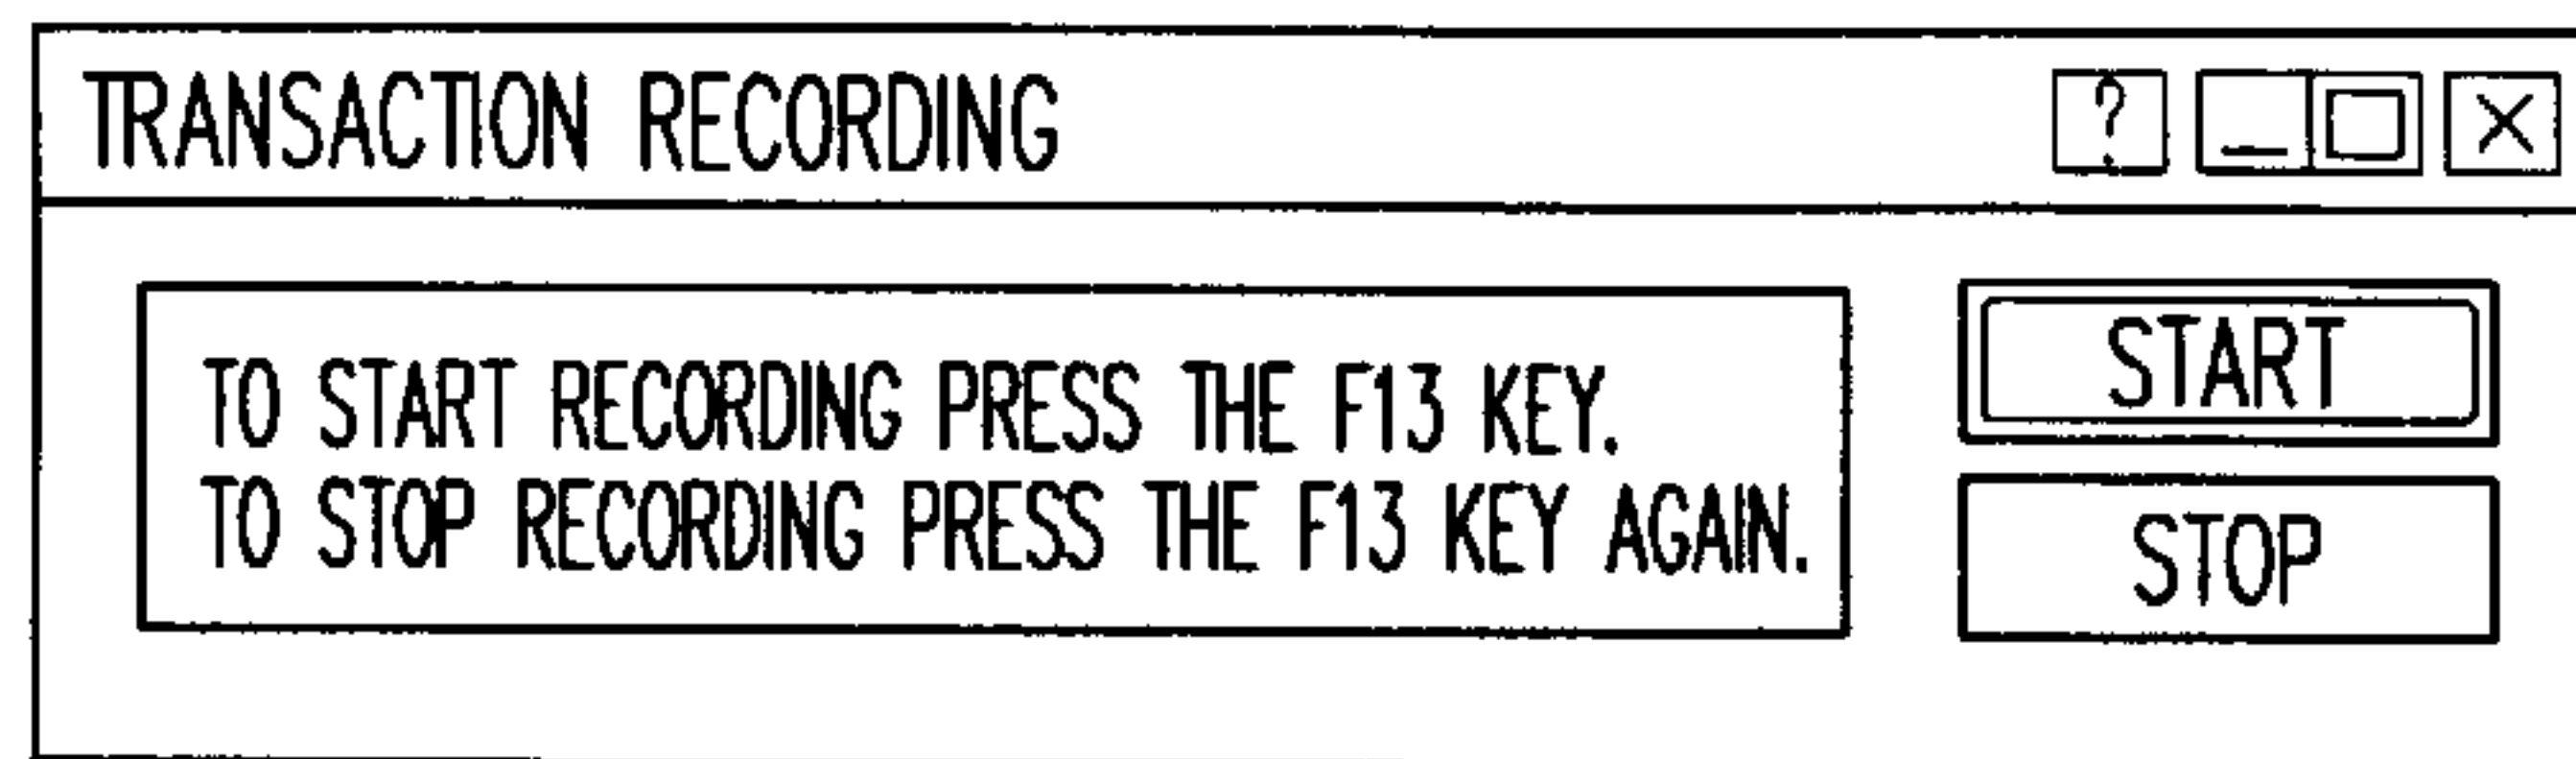 TRANSACTION RECORDING
?
TO START RECORDING PRESS THE F13 KEY.
TO STOP RECORDING PRESS THE F13 KEY AGAIN.
START
STOP